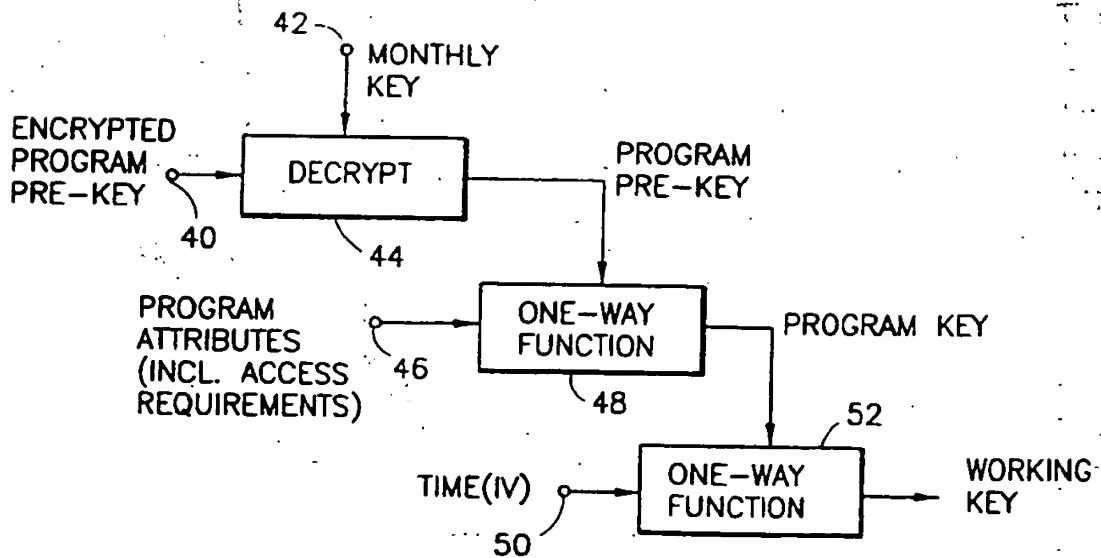 42
MONTHLY
KEY
ENCRYPTED
PROGRAM
PRE-KEY
40
DECRYPT
44
PROGRAM
PRE-KEY
PROGRAM
ATTRIBUTES
(INCL. ACCESS
REQUIREMENTS)
46
ONE-WAY
FUNCTION
48
PROGRAM KEY
TIME(IV)
50
ONE-WAY
FUNCTION
52
WORKING
KEY